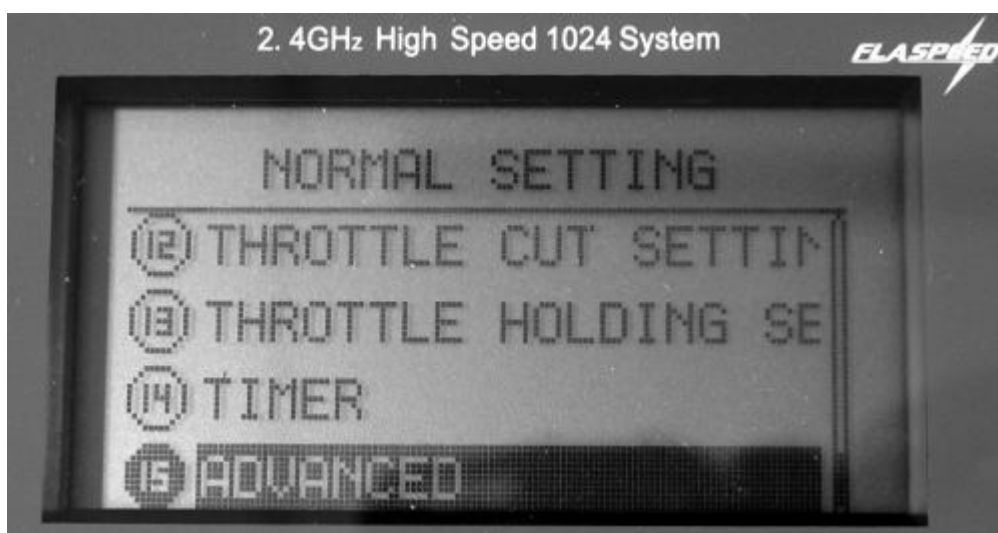 2. 4GHz High Speed 1024 System
FLASPEED
NORMAL SETTING
12 THROTTLE CUT SETTIN
13 THROTTLE HOLDING SE
14 TIMER
15 ADVANCED